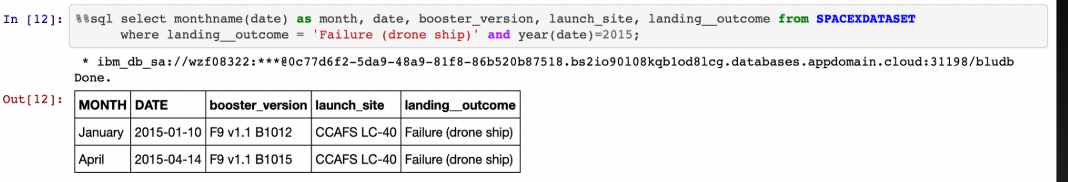 In [12]: %%sql select monthname(date) as month, date, booster_version, launch_site, landing__outcome from SPACEXDATASET
where landing__outcome = 'Failure (drone ship)' and year(date)=2015;
* ibm_db_sa://wzf08322:***@0c77d6f2-5da9-48a9-81f8-86b520b87518.bs2io90l08kqb1od8lcg.databases.appdomain.cloud:31198/bludb
Done.
Out[12]: MONTH DATE booster_version launch_site landing__outcome
January 2015-01-10 F9 v1.1 B1012 CCAFS LC-40 Failure (drone ship)
April 2015-04-14 F9 v1.1 B1015 CCAFS LC-40 Failure (drone ship)